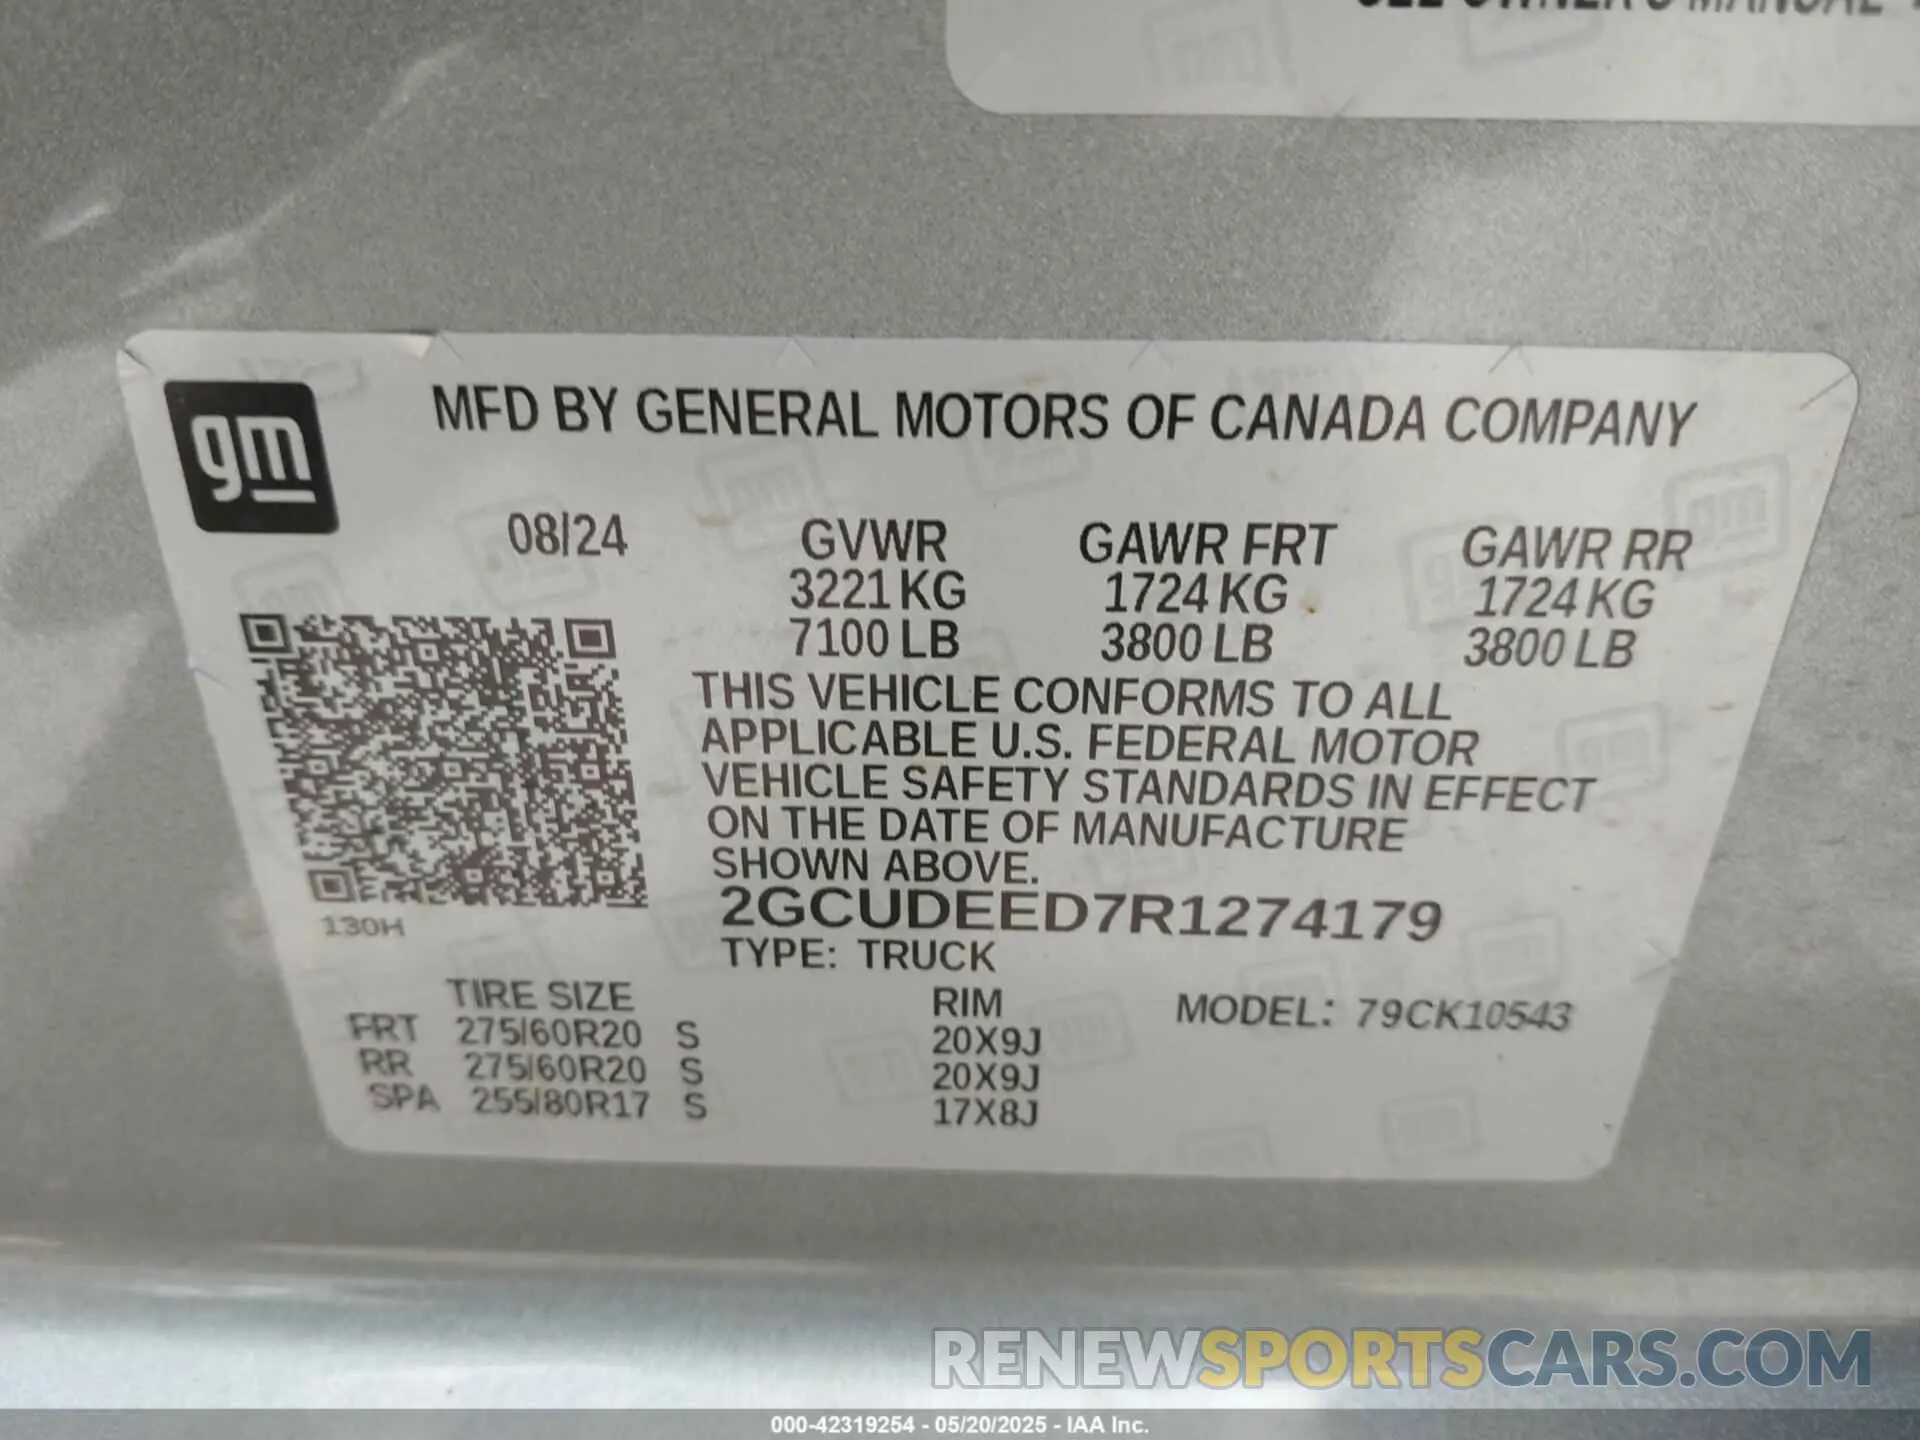 OWNER'S MANUAL
gm
MFD BY GENERAL MOTORS OF CANADA COMPANY
08/24 GVWR GAWR FRT GAWR RR
3221 KG 1724 KG 1724 KG
7100 LB 3800 LB 3800 LB
THIS VEHICLE CONFORMS TO ALL
APPLICABLE U.S. FEDERAL MOTOR
VEHICLE SAFETY STANDARDS IN EFFECT
ON THE DATE OF MANUFACTURE
SHOWN ABOVE.
2GCUDEED7R1274179
130H
TYPE: TRUCK
TIRE SIZE RIM MODEL: 79CK10543
FRT 275/60R20 S 20X9J
RR 275/60R20 S 20X9J
SPA 255/80R17 S 17X8J
RENEWSPORTSCARS.COM
000-42319254 - 05/20/2025 - IAA Inc.